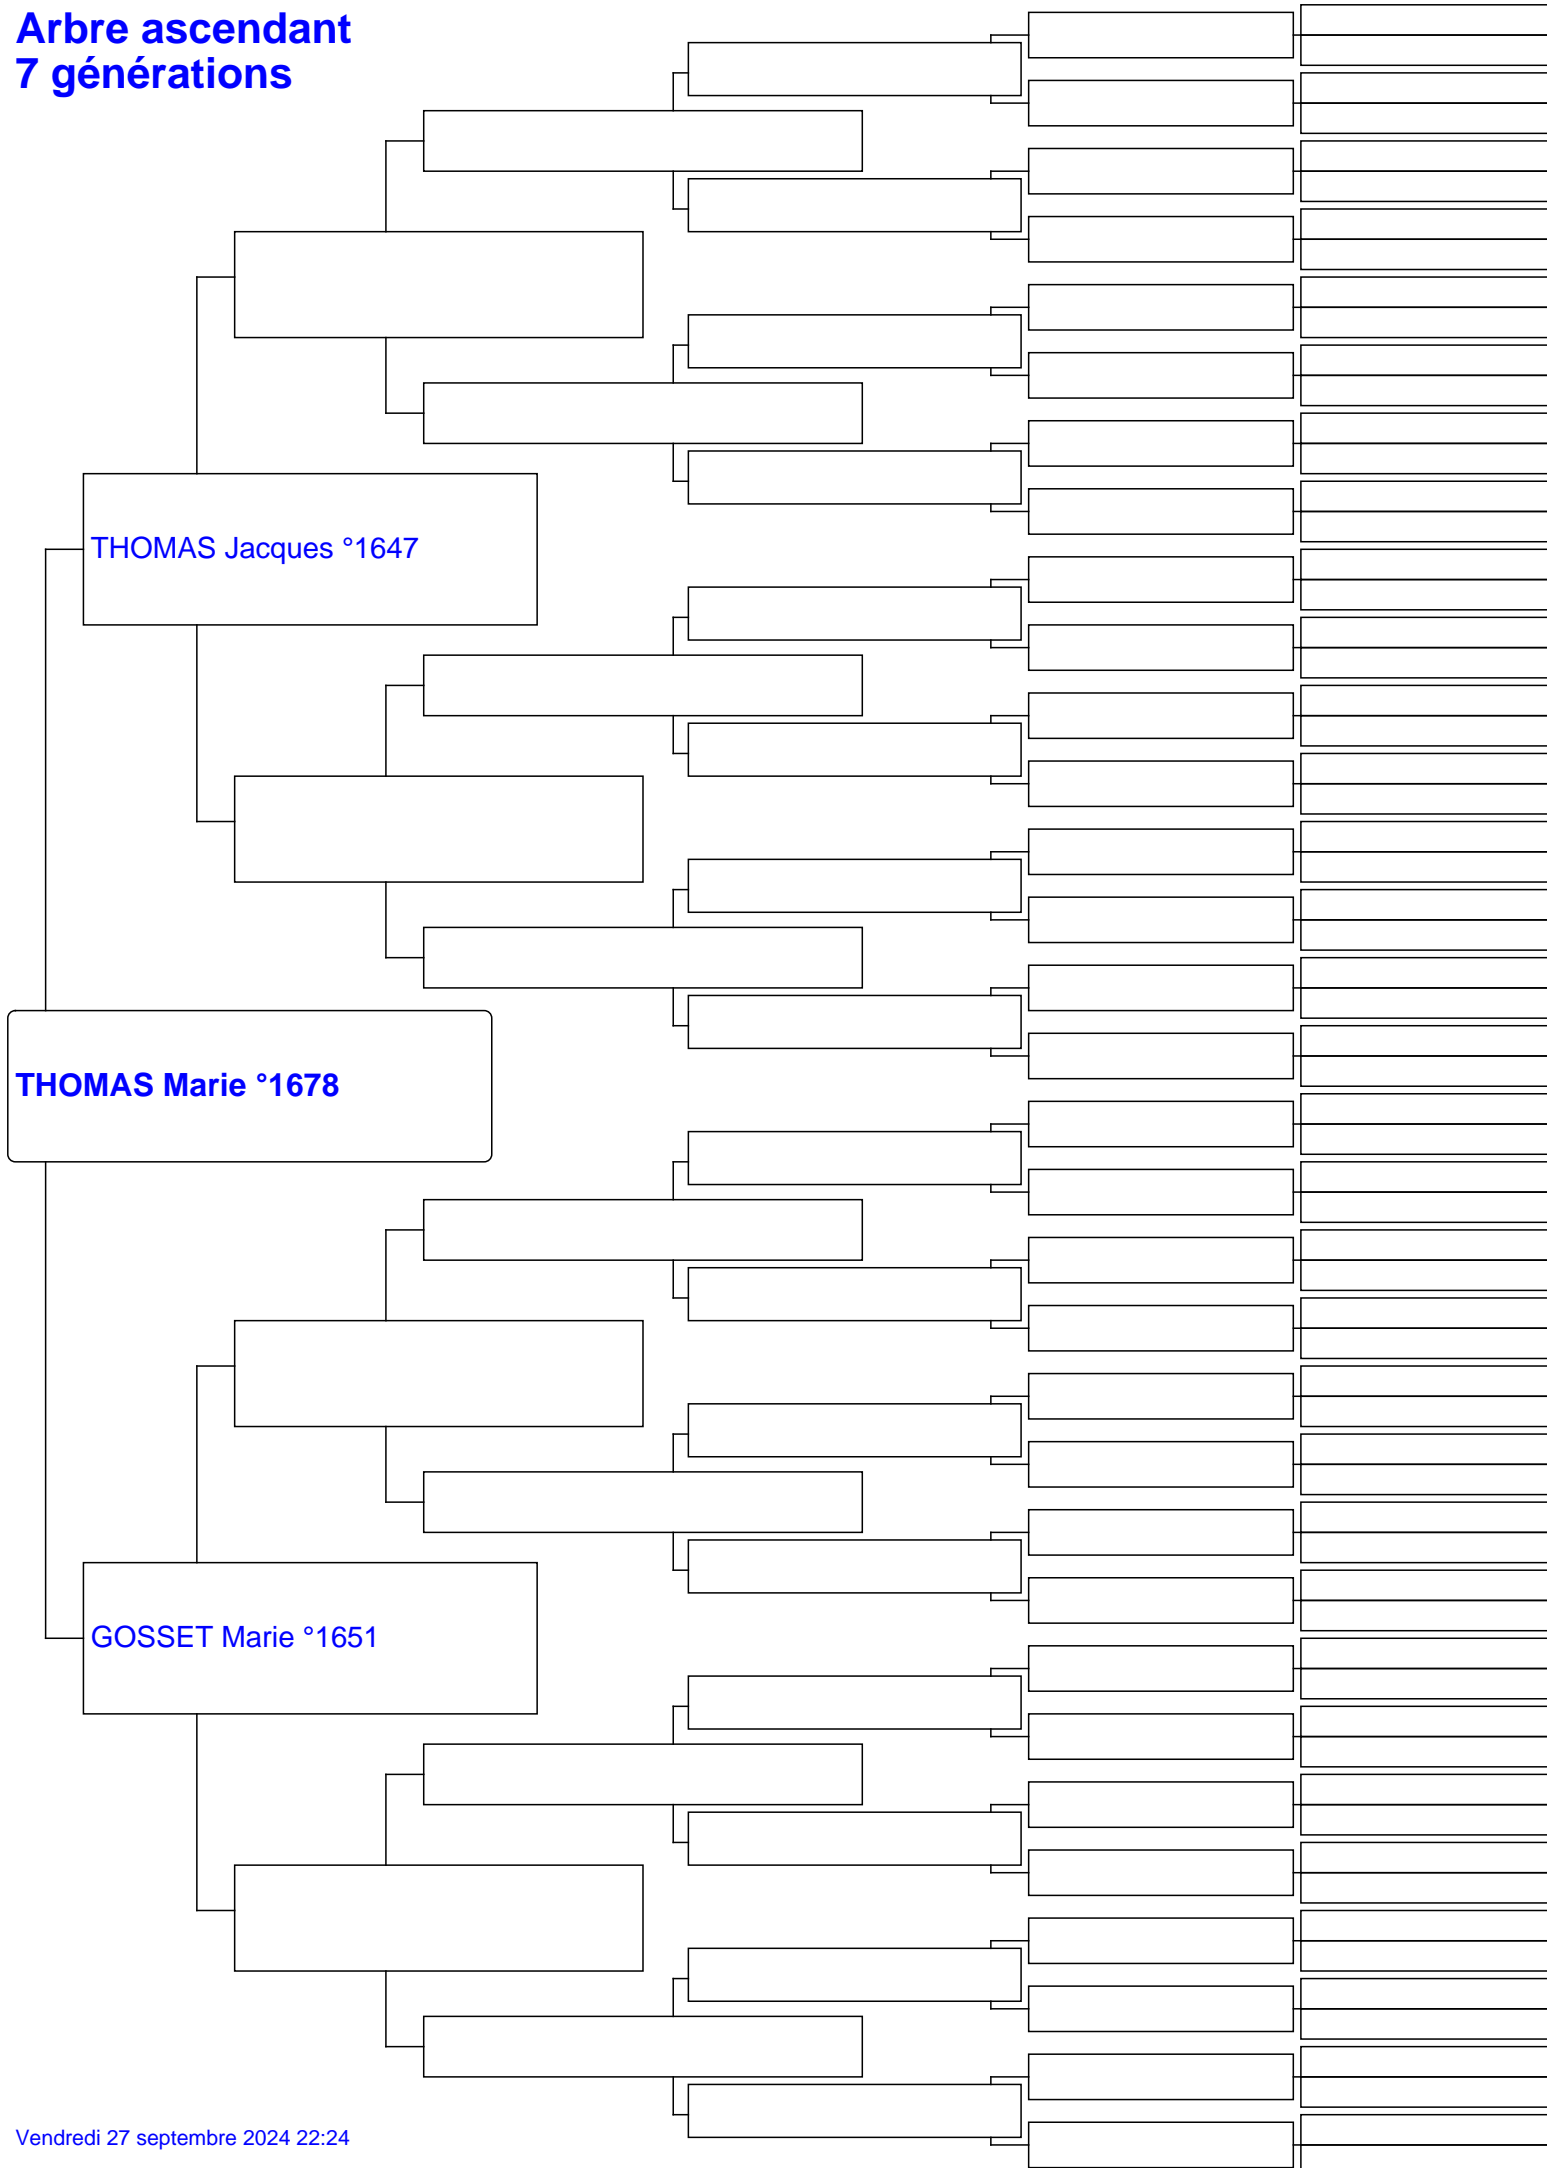 Arbre ascendant
7 générations
THOMAS Jacques °1647
THOMAS Marie °1678
GOSSET Marie °1651
Vendredi 27 septembre 2024 22:24